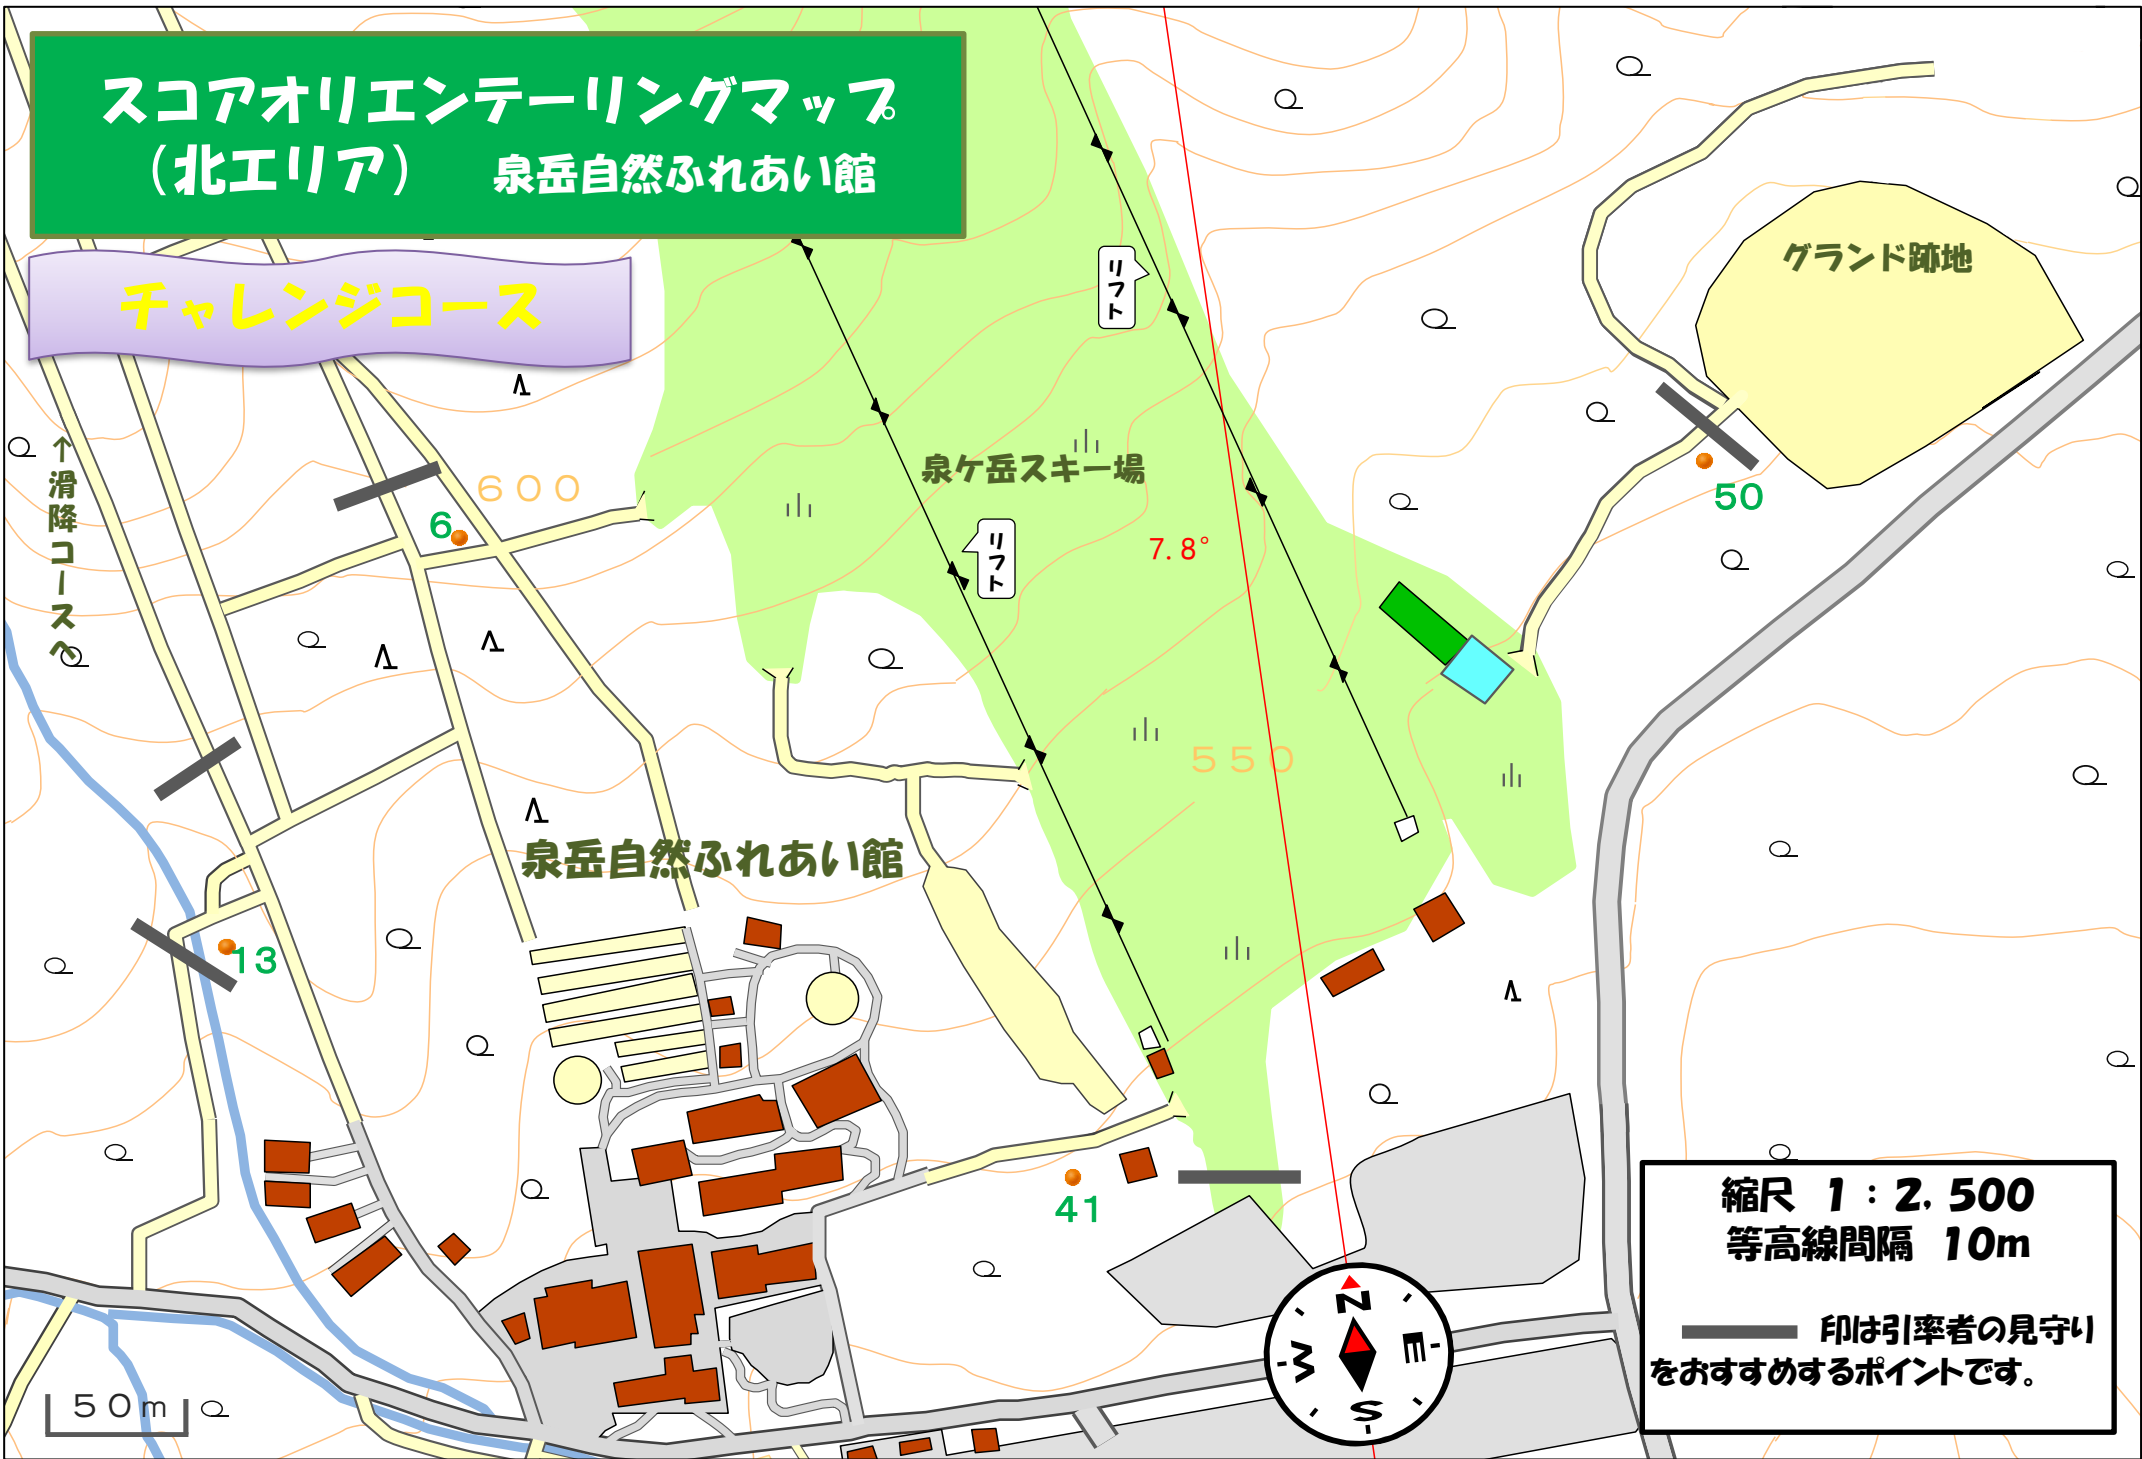 スコアオリエンテーリングマップ
（北エリア） 泉岳自然ふれあい館
チャレンジコース
グランド跡地
リフト
↑滑降コースへ
泉ケ岳スキー場
600
50
6
リフト
7.8°
550
泉岳自然ふれあい館
13
41
縮尺 1：2,500
等高線間隔 10m
印は引率者の見守り
をおすすめするポイントです。
N
E
W
S
50m